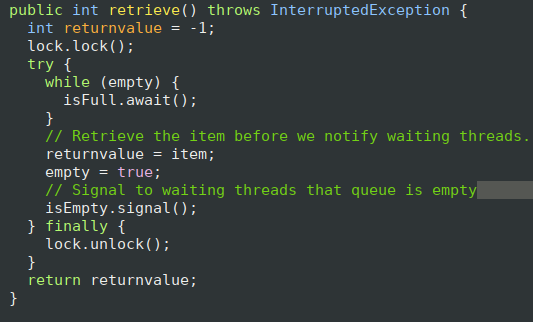 public int retrieve() throws InterruptedException {
  int returnvalue = -1;
  lock.lock();
  try {
    while (empty) {
      isFull.await();
    }
    // Retrieve the item before we notify waiting threads.
    returnvalue = item;
    empty = true;
    // Signal to waiting threads that queue is empty
    isEmpty.signal();
  } finally {
    lock.unlock();
  }
  return returnvalue;
}